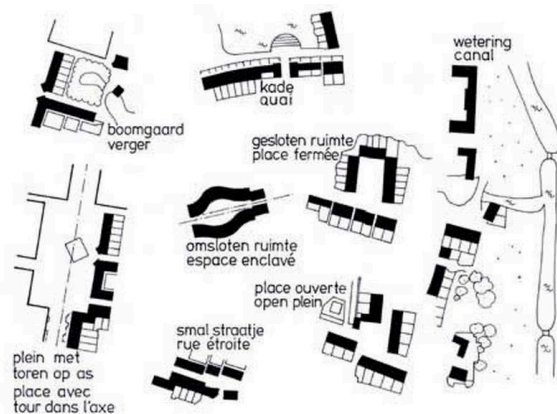 wetering
canal
kade
quai
boomgaard
verger
gesloten ruimte
place fermée
omsloten ruimte
espace enclavé
place ouverte
open plein
smal straatje
rue étroite
plein met
toren op as
place avec
tour dans l'axe